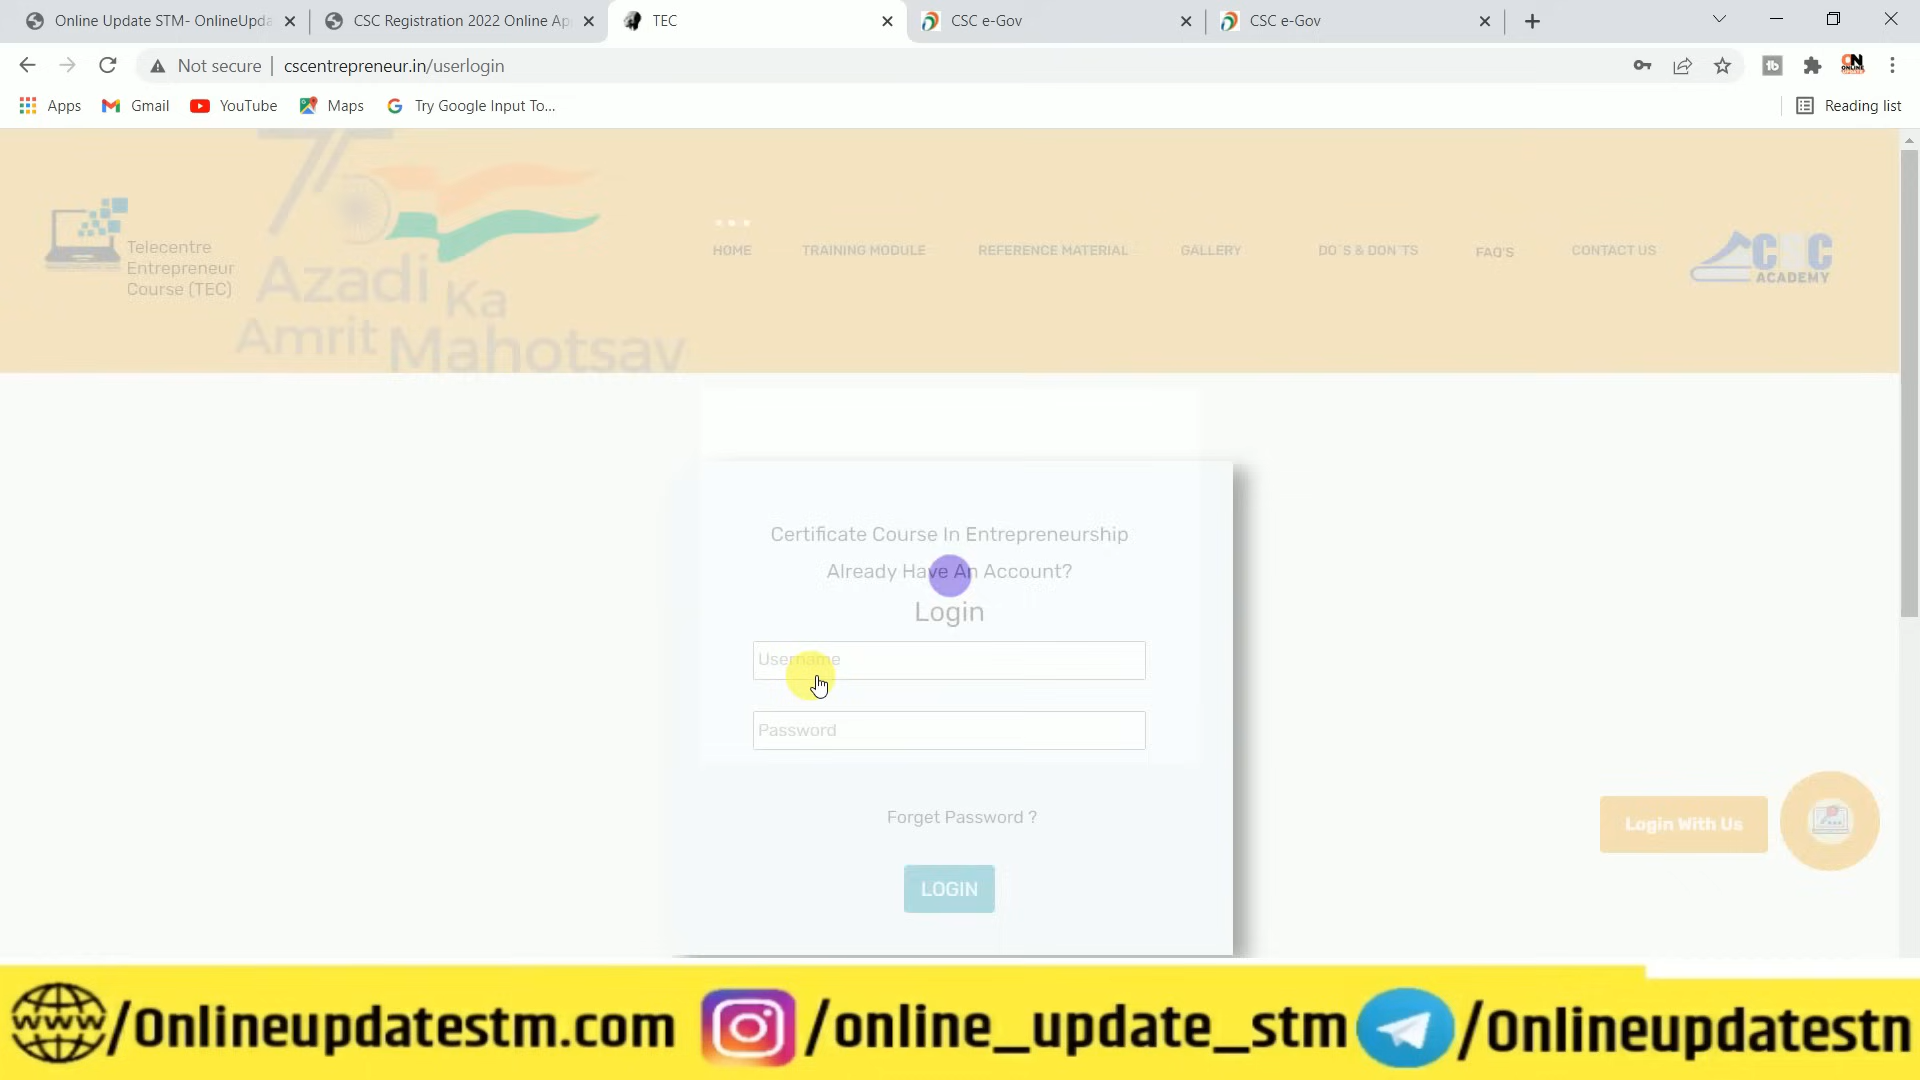 Online Update STM- OnlineUpda
CSC Registration 2022 Online Ap
TEC
CSC e-Gov
CSC e-Gov
Not secure
cscentrepreneur.in/userlogin
Apps
Gmail
YouTube
Maps
Try Google Input To...
Reading list
75
Azadi Ka
Amrit Mahotsav
Telecentre
Entrepreneur
Course (TEC)
HOME
TRAINING MODULE
REFERENCE MATERIAL
GALLERY
DO`S & DON`TS
FAQ'S
CONTACT US
CSC
ACADEMY
Certificate Course In Entrepreneurship
Already Have An Account?
Login
Username
Password
Forget Password ?
LOGIN
Login With Us
www /Onlineupdatestm.com
/online_update_stm
/Onlineupdatestn